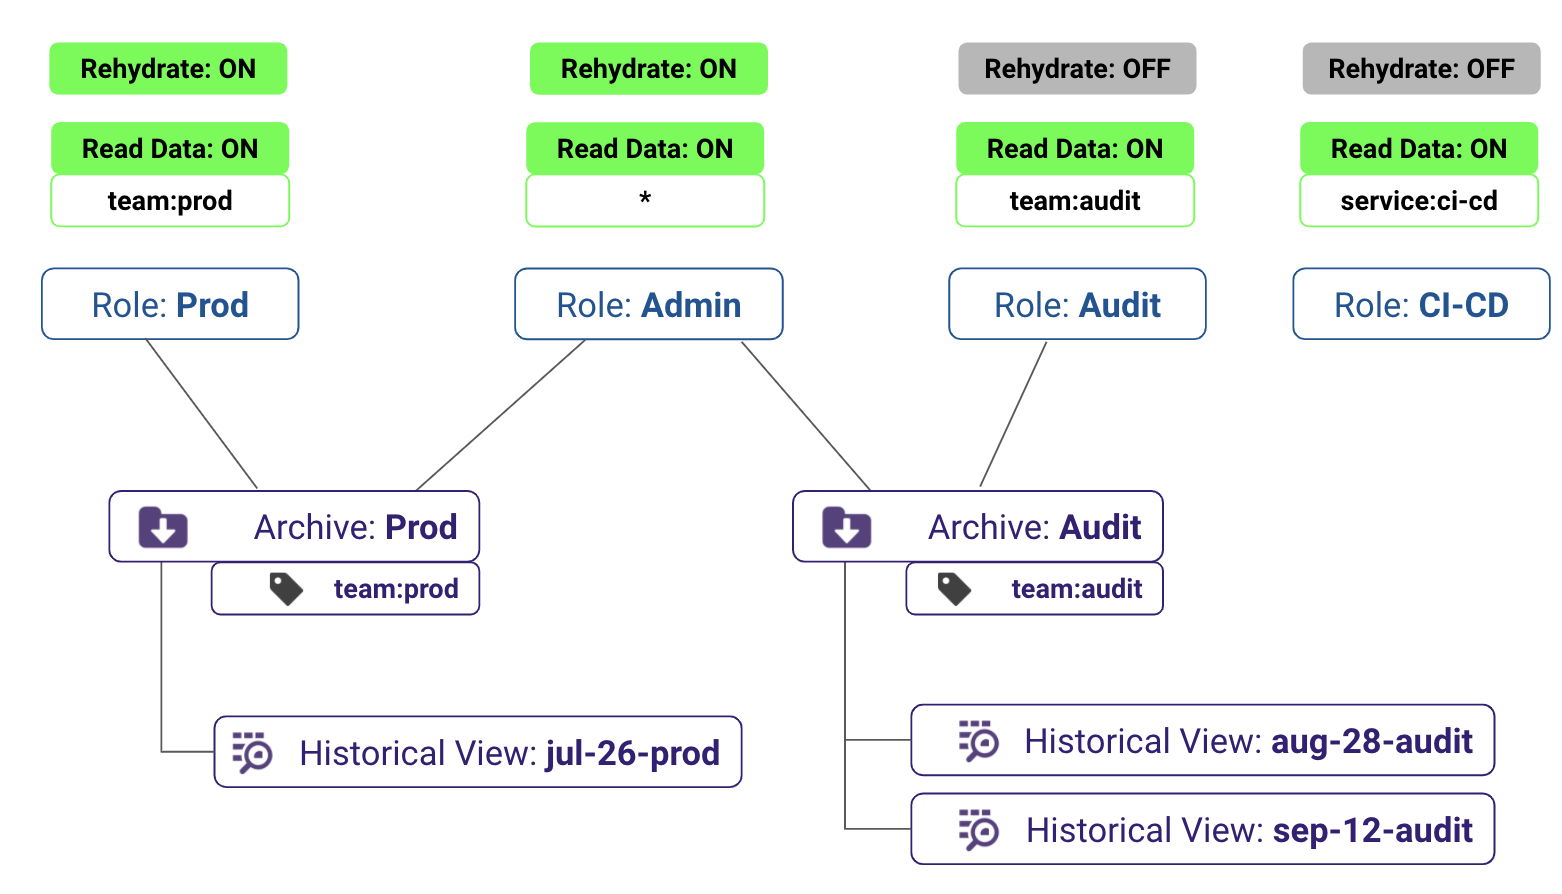 Rehydrate: ON
Rehydrate: ON
Rehydrate: OFF
Rehydrate: OFF
Read Data: ON
Read Data: ON
Read Data: ON
Read Data: ON
team:prod
*
team:audit
service:ci-cd
Role: Prod
Role: Admin
Role: Audit
Role: CI-CD
Archive: Prod
Archive: Audit
team:prod
team:audit
Historical View: jul-26-prod
Historical View: aug-28-audit
Historical View: sep-12-audit